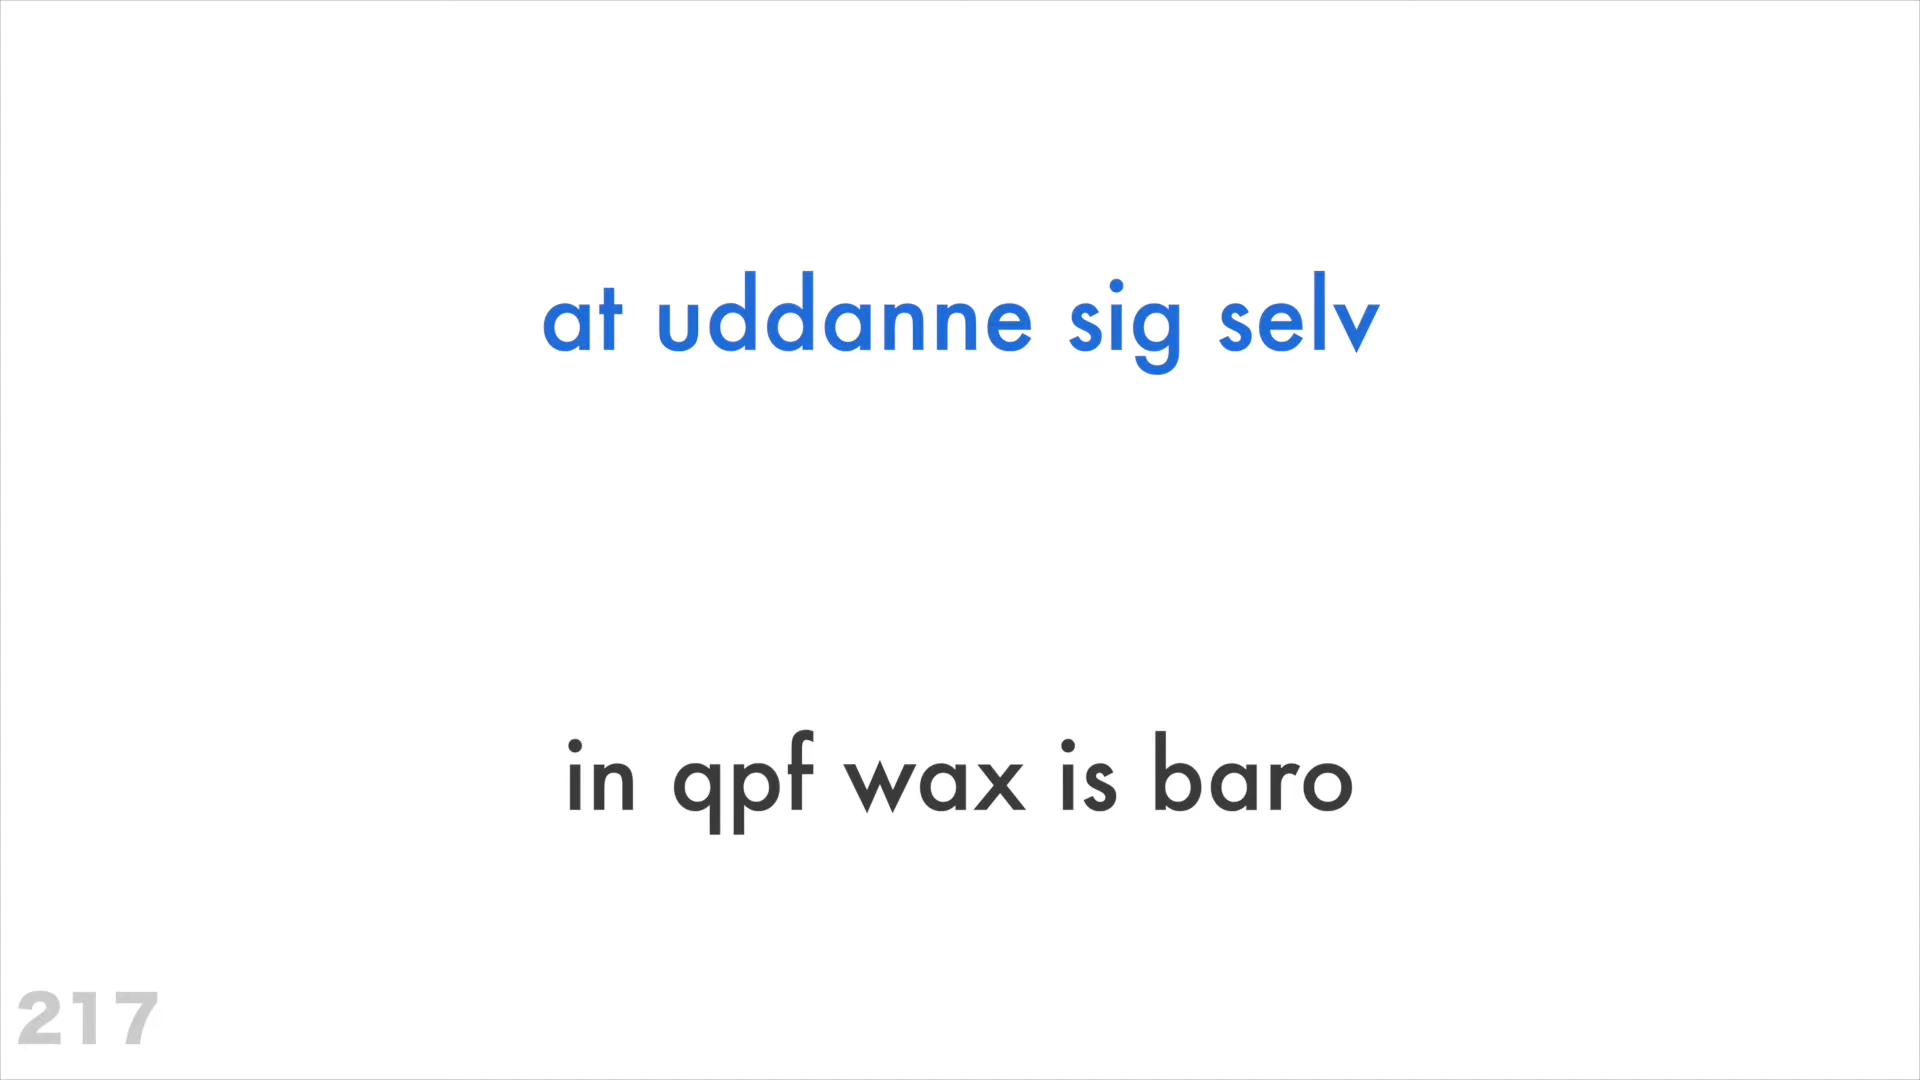 at uddanne sig selv
in qpf wax is baro
217